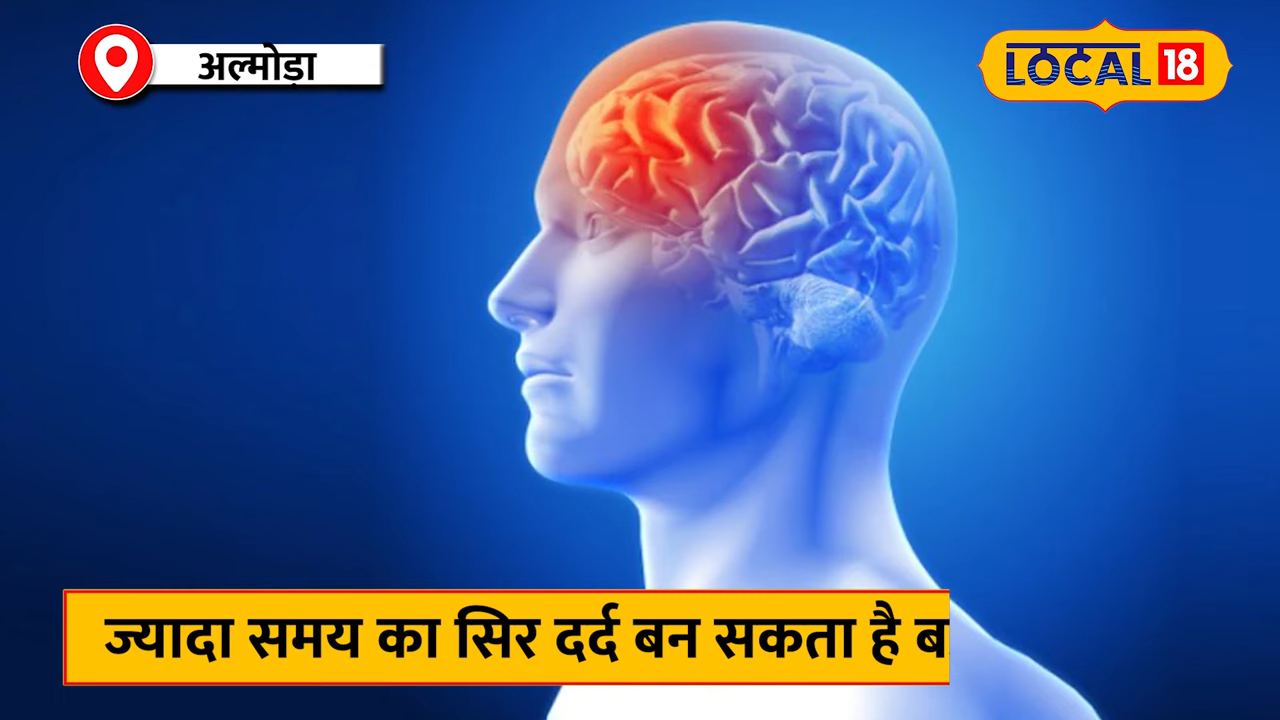 अल्मोड़ा
LOCAL 18
ज्यादा समय का सिर दर्द बन सकता है